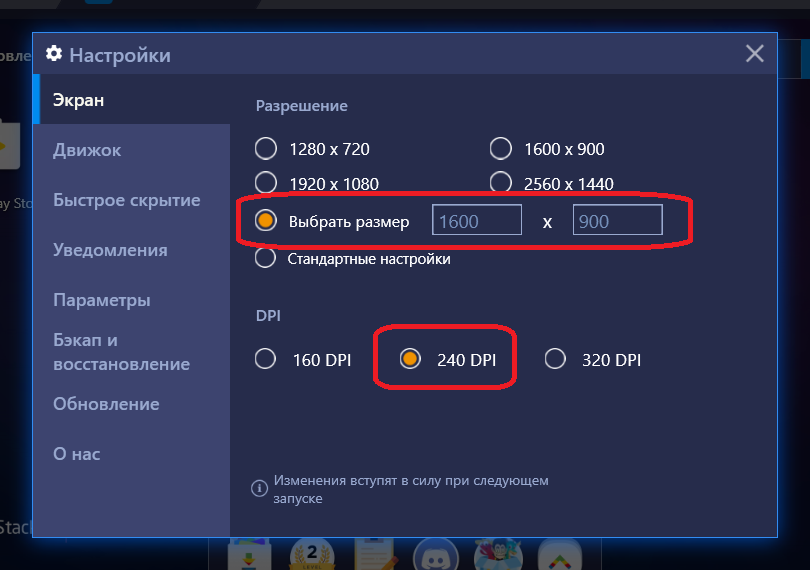 Настройки
Экран
Движок
Быстрое скрытие
Уведомления
Параметры
Бэкап и
восстановление
Обновление
О нас
Разрешение
1280 x 720
1600 x 900
1920 x 1080
2560 x 1440
Выбрать размер 1600 x 900
Стандартные настройки
DPI
160 DPI 240 DPI 320 DPI
Изменения вступят в силу при следующем
запуске
2
LEVEL